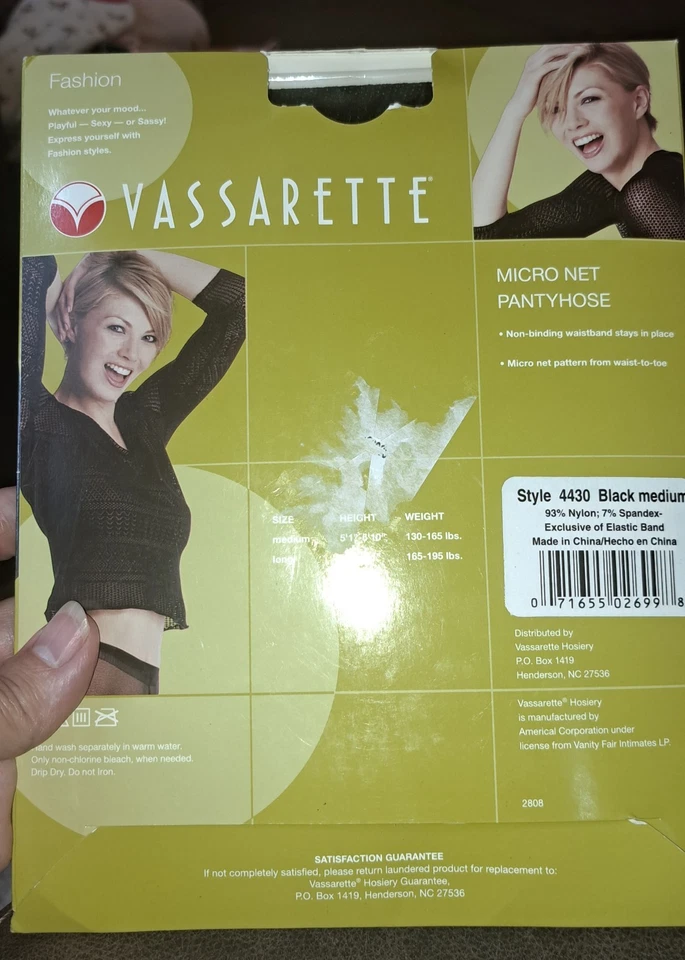 Fashion
Whatever your mood...
Playful — Sexy — or Sassy!
Express yourself with
Fashion styles.
VASSARETTE®
MICRO NET
PANTYHOSE
• Non-binding waistband stays in place
• Micro net pattern from waist-to-toe
SIZE HEIGHT WEIGHT
medium 130-165 lbs.
165-195 lbs.
Style 4430 Black medium
93% Nylon; 7% Spandex-
Exclusive of Elastic Band
Made in China/Hecho en China
0 71655 02699 8
Distributed by
Vassarette Hosiery
P.O. Box 1419
Henderson, NC 27536
Vassarette® Hosiery
is manufactured by
Americal Corporation under
license from Vanity Fair Intimates LP.
2808
Hand wash separately in warm water.
Only non-chlorine bleach, when needed.
Drip Dry. Do not Iron.
SATISFACTION GUARANTEE
If not completely satisfied, please return laundered product for replacement to:
Vassarette® Hosiery Guarantee,
P.O. Box 1419, Henderson, NC 27536